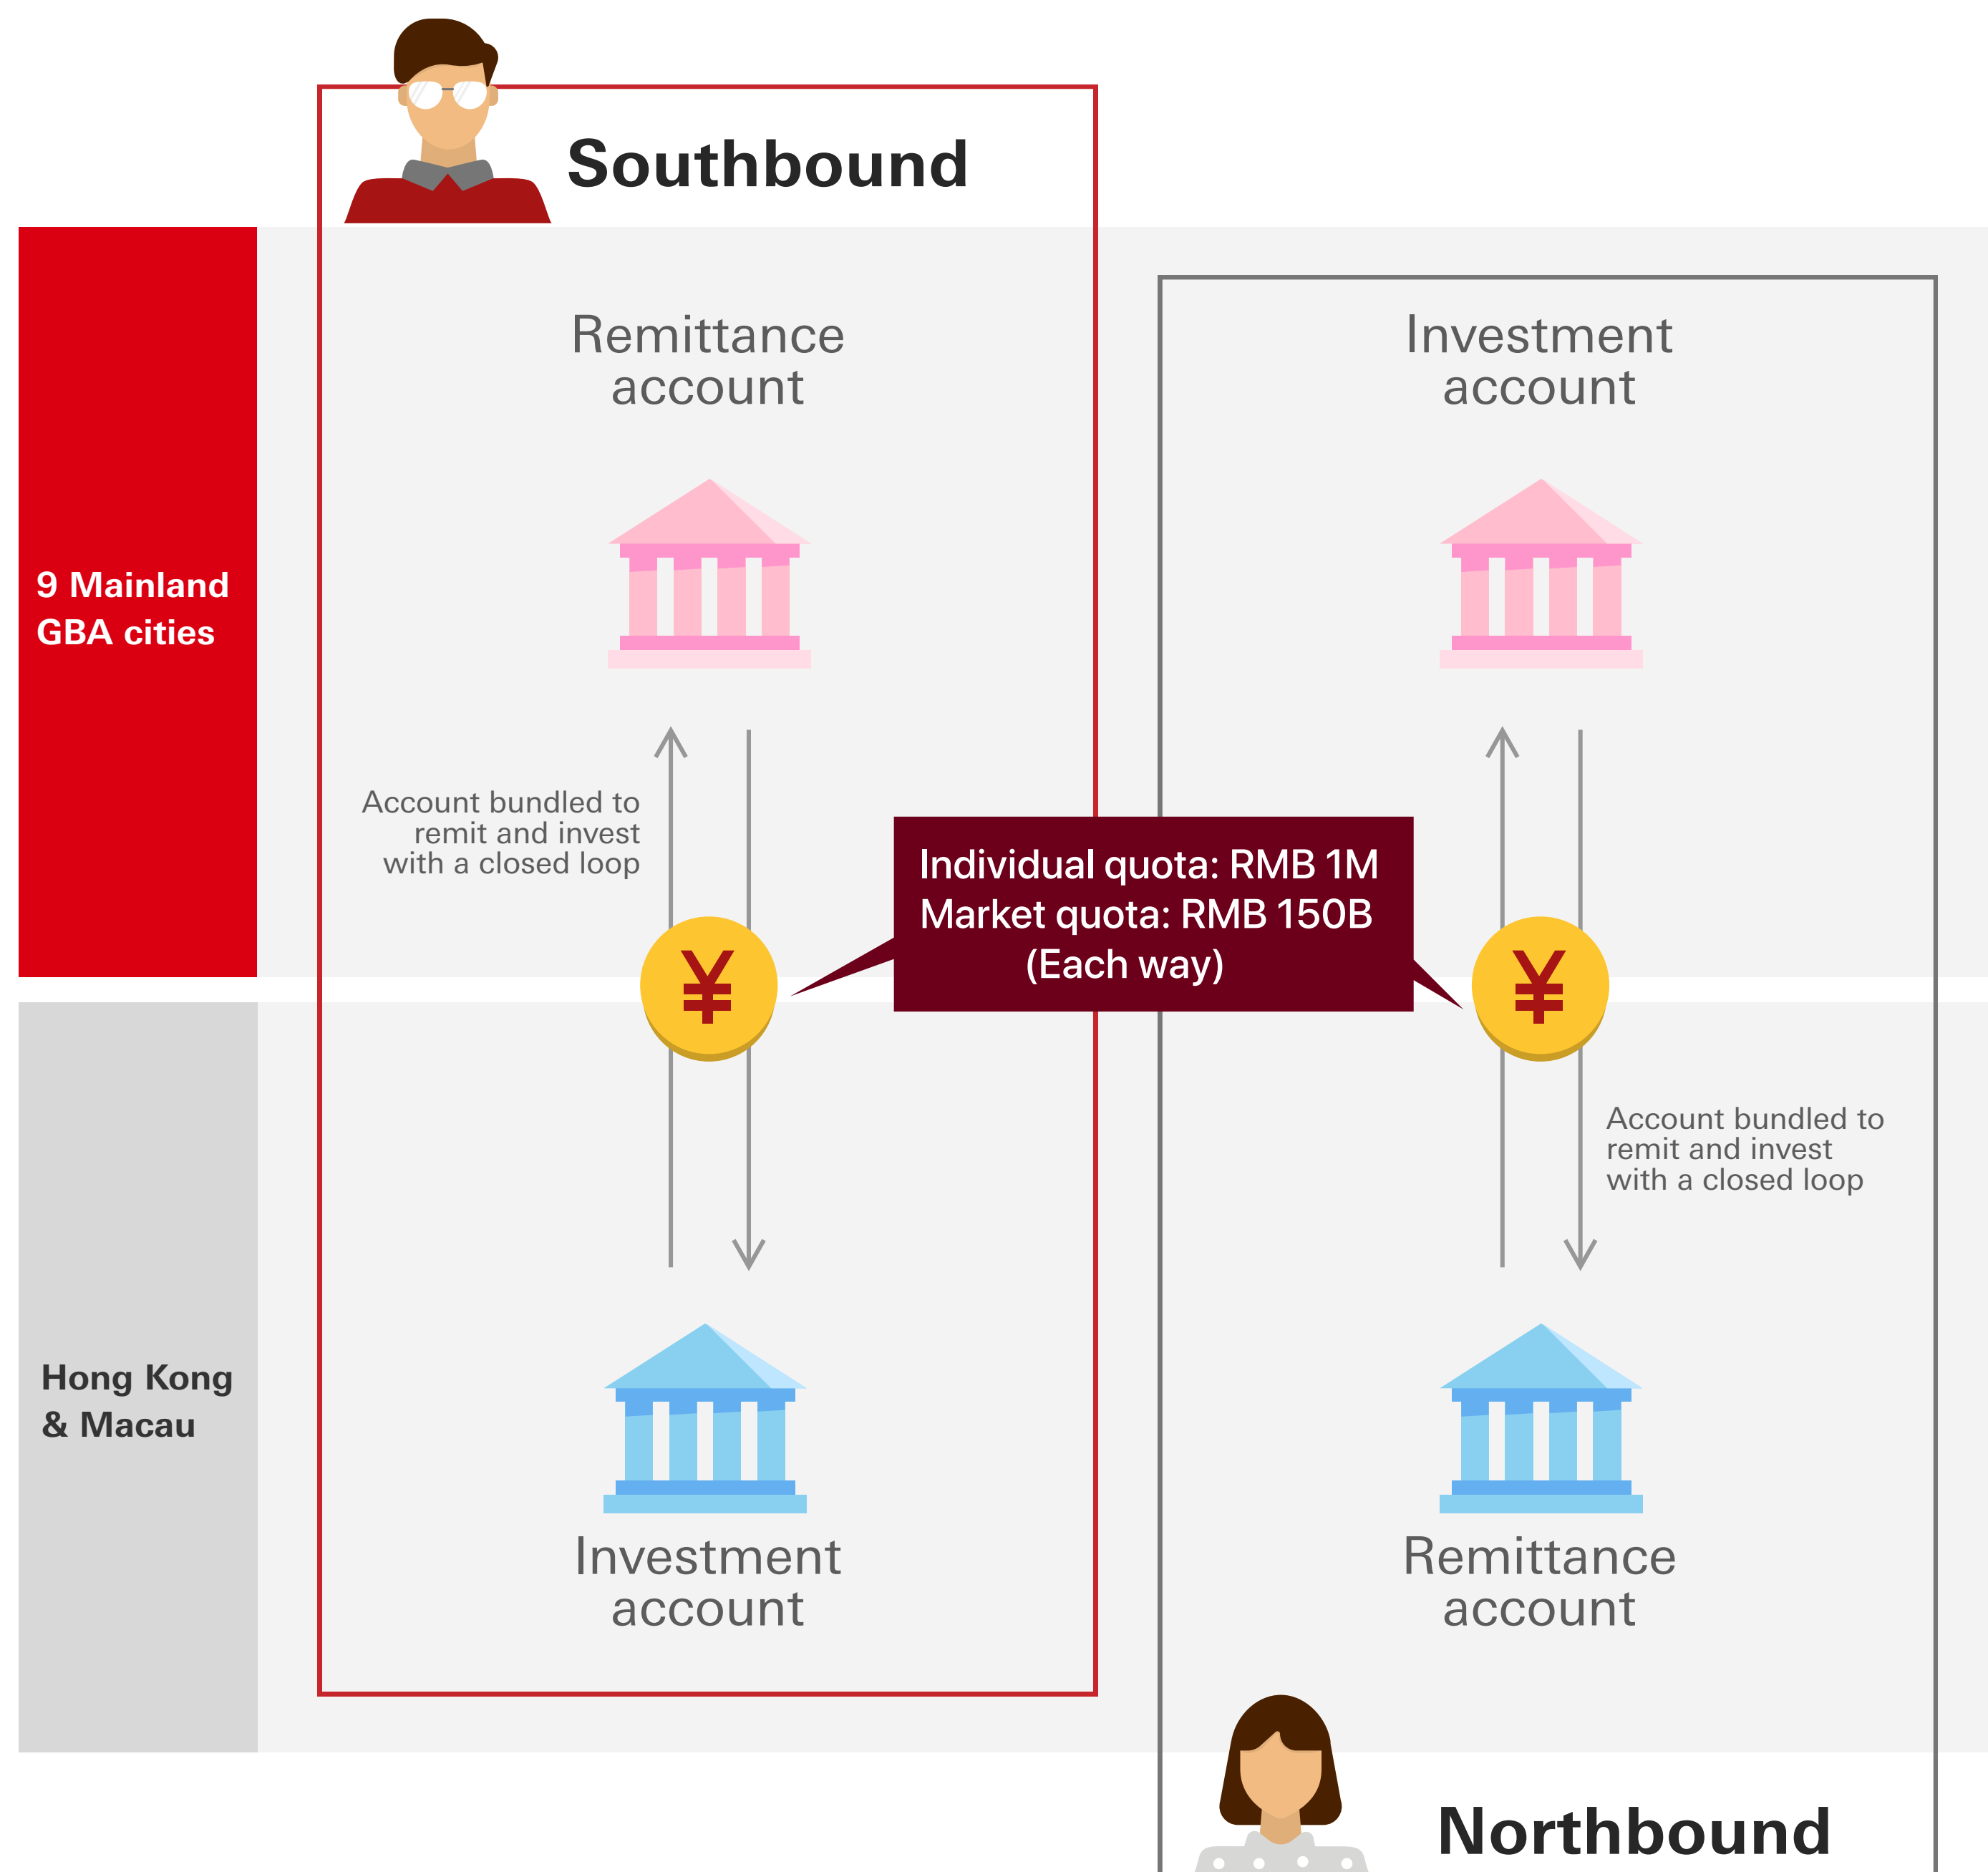 Southbound
Remittance
account
Investment
account
9 Mainland
GBA cities
Account bundled to
remit and invest
with a closed loop
Individual quota: RMB 1M
Market quota: RMB 150B
(Each way)
¥
¥
Account bundled to
remit and invest
with a closed loop
Hong Kong
& Macau
Investment
account
Remittance
account
Northbound